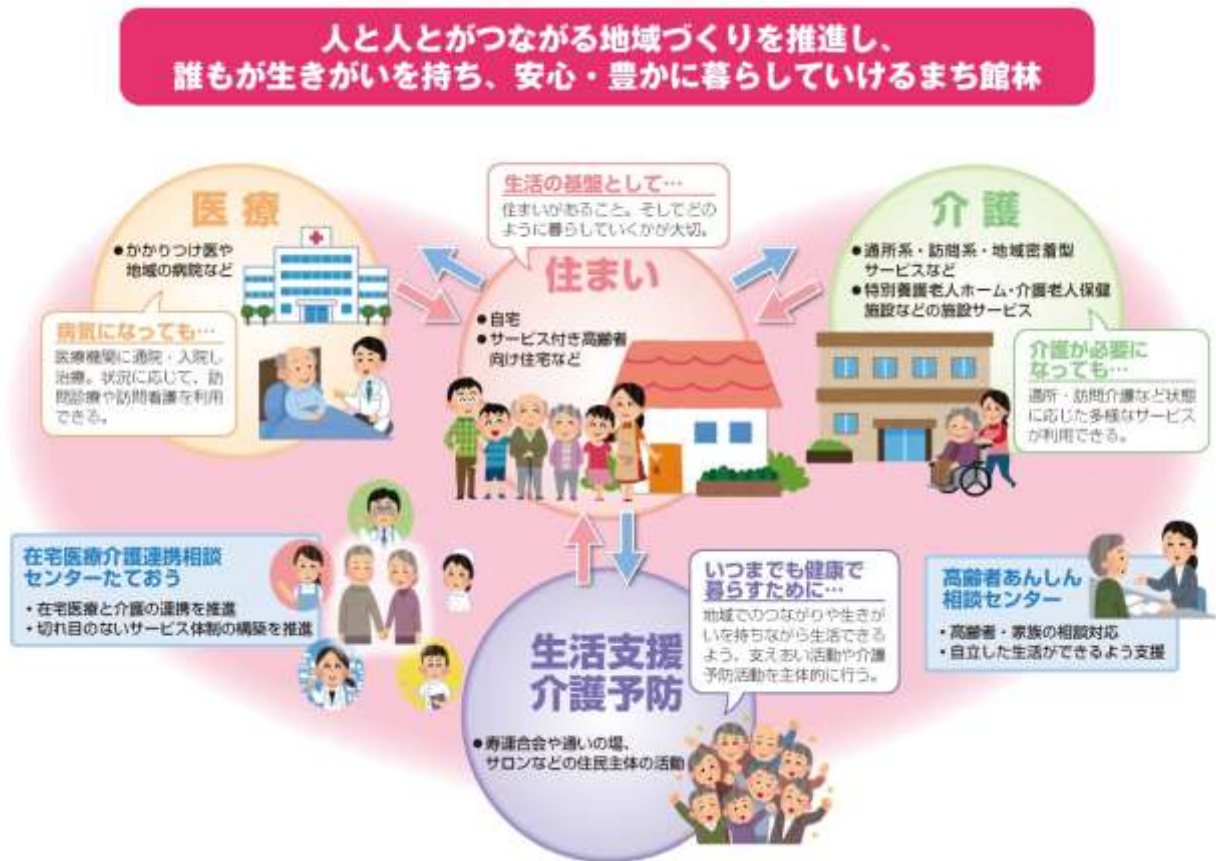 人と人とがつながる地域づくりを推進し、
誰もが生きがいを持ち、安心・豊かに暮らしていけるまち館林
医療
●かかりつけ医や
地域の病院など
病気になっても…
医療機関に通院・入院し
治療。状況に応じて、訪
問診療や訪問看護を利用
できる。
生活の基盤として…
住まいがあること。そしてどの
ように暮らしていくかが大切。
住まい
●自宅
●サービス付き高齢者
向け住宅など
介護
●通所系・訪問系・地域密着型
サービスなど
●特別養護老人ホーム・介護老人保健
施設などの施設サービス
介護が必要に
なっても…
通所・訪問介護など状態
に応じた多様なサービス
が利用できる。
在宅医療介護連携相談
センターたておう
・在宅医療と介護の連携を推進
・切れ目のないサービス体制の構築を推進
生活支援
介護予防
●寿連合会や通いの場、
サロンなどの住民主体の活動
いつまでも健康で
暮らすために…
地域でのつながりや生きが
いを持ちながら生活できる
よう、支えあい活動や介護
予防活動を主体的に行う。
高齢者あんしん
相談センター
・高齢者・家族の相談対応
・自立した生活ができるよう支援